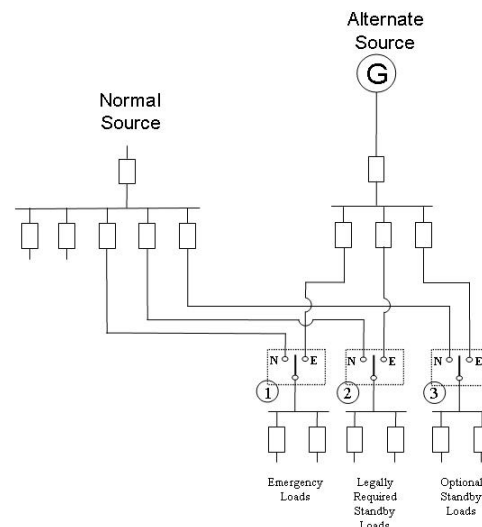 Alternate
Source
G
Normal
Source
N E
N E
N E
1
2
3
Emergency
Loads
Legally
Required
Standby
Loads
Optional
Standby
Loads